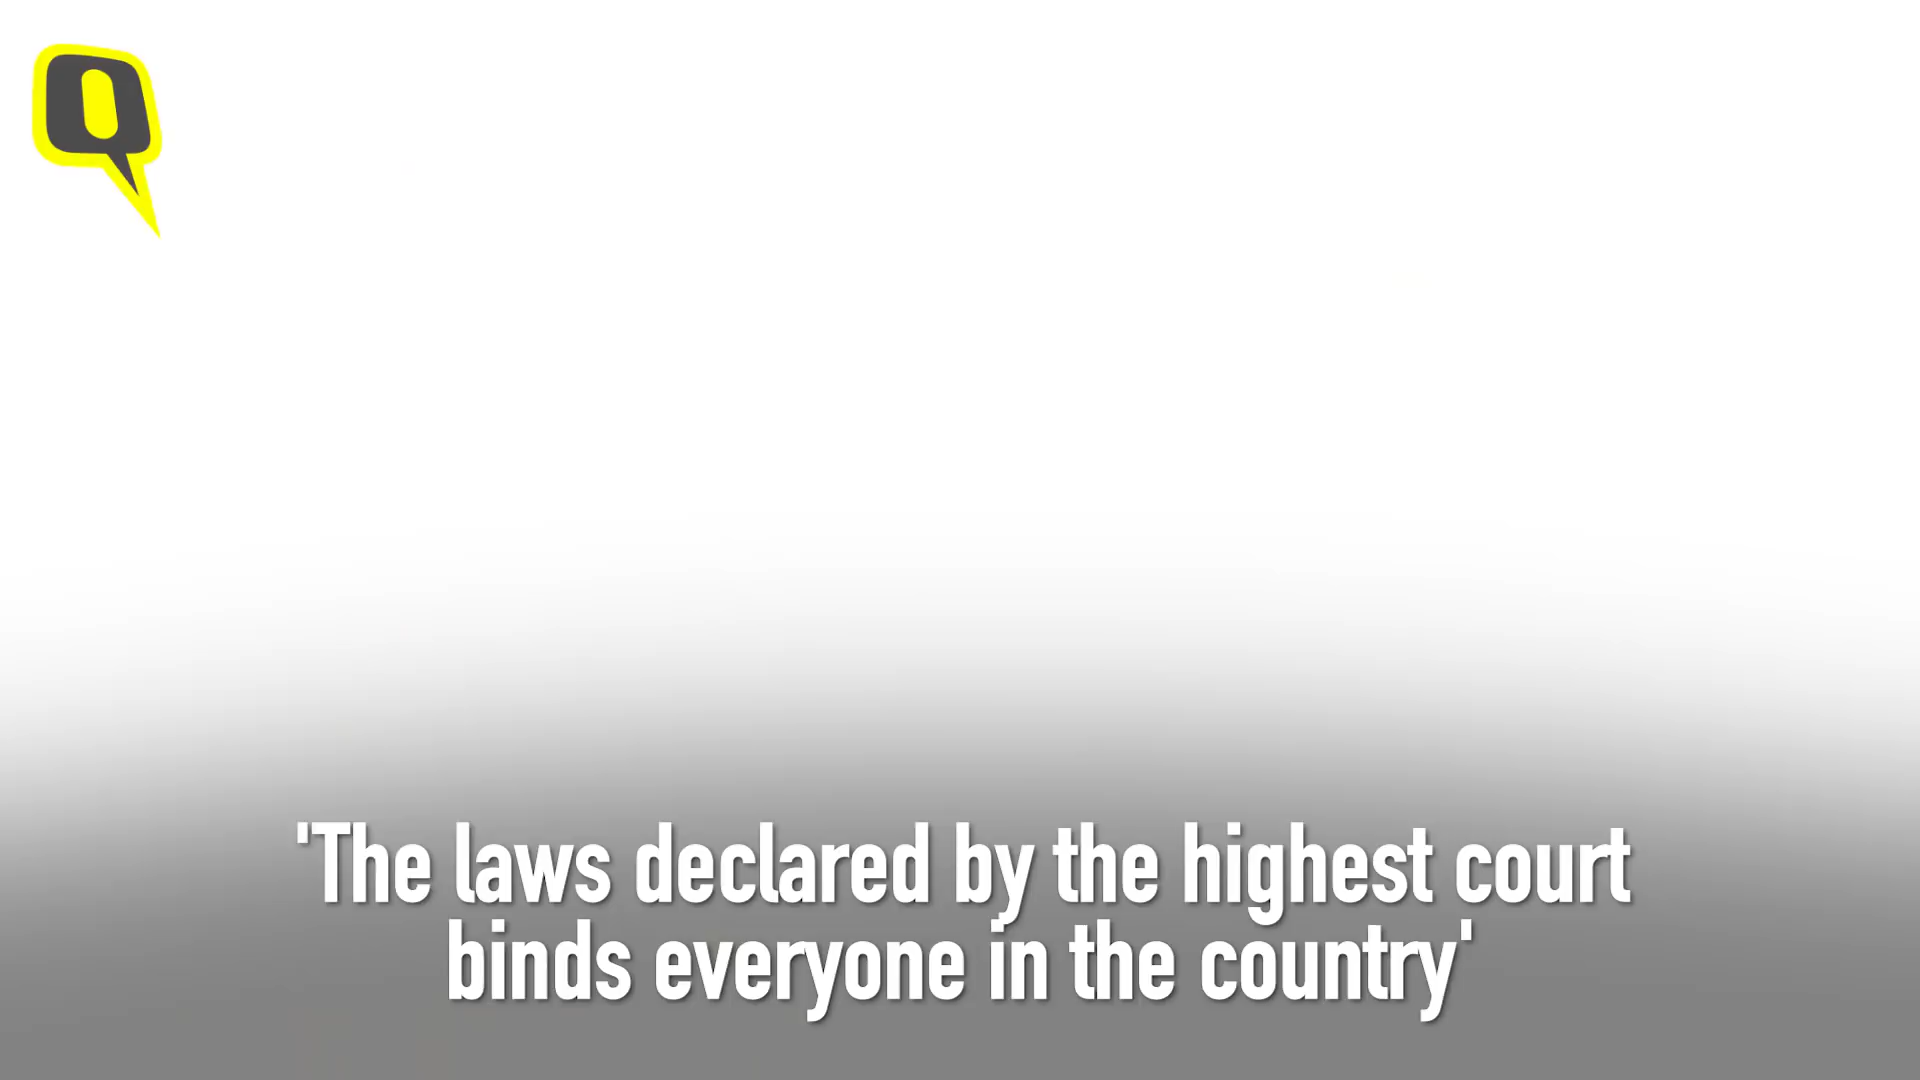 Q
'The laws declared by the highest court
binds everyone in the country'